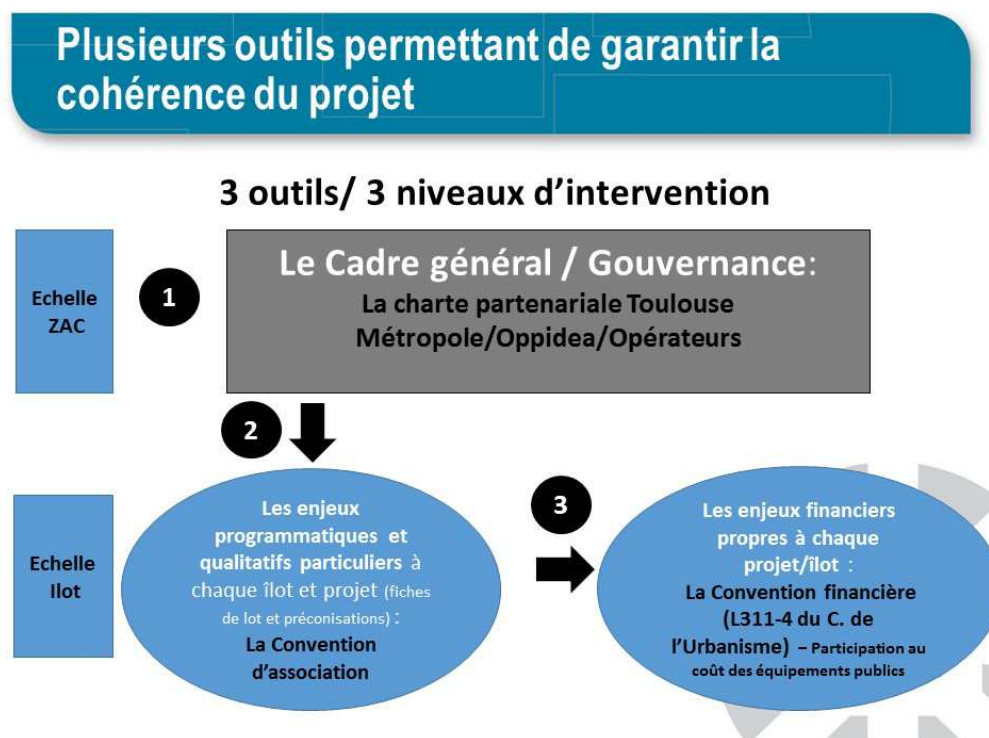 Plusieurs outils permettant de garantir la
cohérence du projet
3 outils/ 3 niveaux d’intervention
Echelle
ZAC
1
Le Cadre général / Gouvernance:
La charte partenariale Toulouse
Métropole/Oppidea/Opérateurs
2
Echelle
Ilot
Les enjeux
programmatiques et
qualitatifs particuliers à
chaque îlot et projet (fiches
de lot et préconisations) :
La Convention
d’association
3
Les enjeux financiers
propres à chaque
projet/îlot :
La Convention financière
(L311-4 du C. de
l’Urbanisme) – Participation au
coût des équipements publics